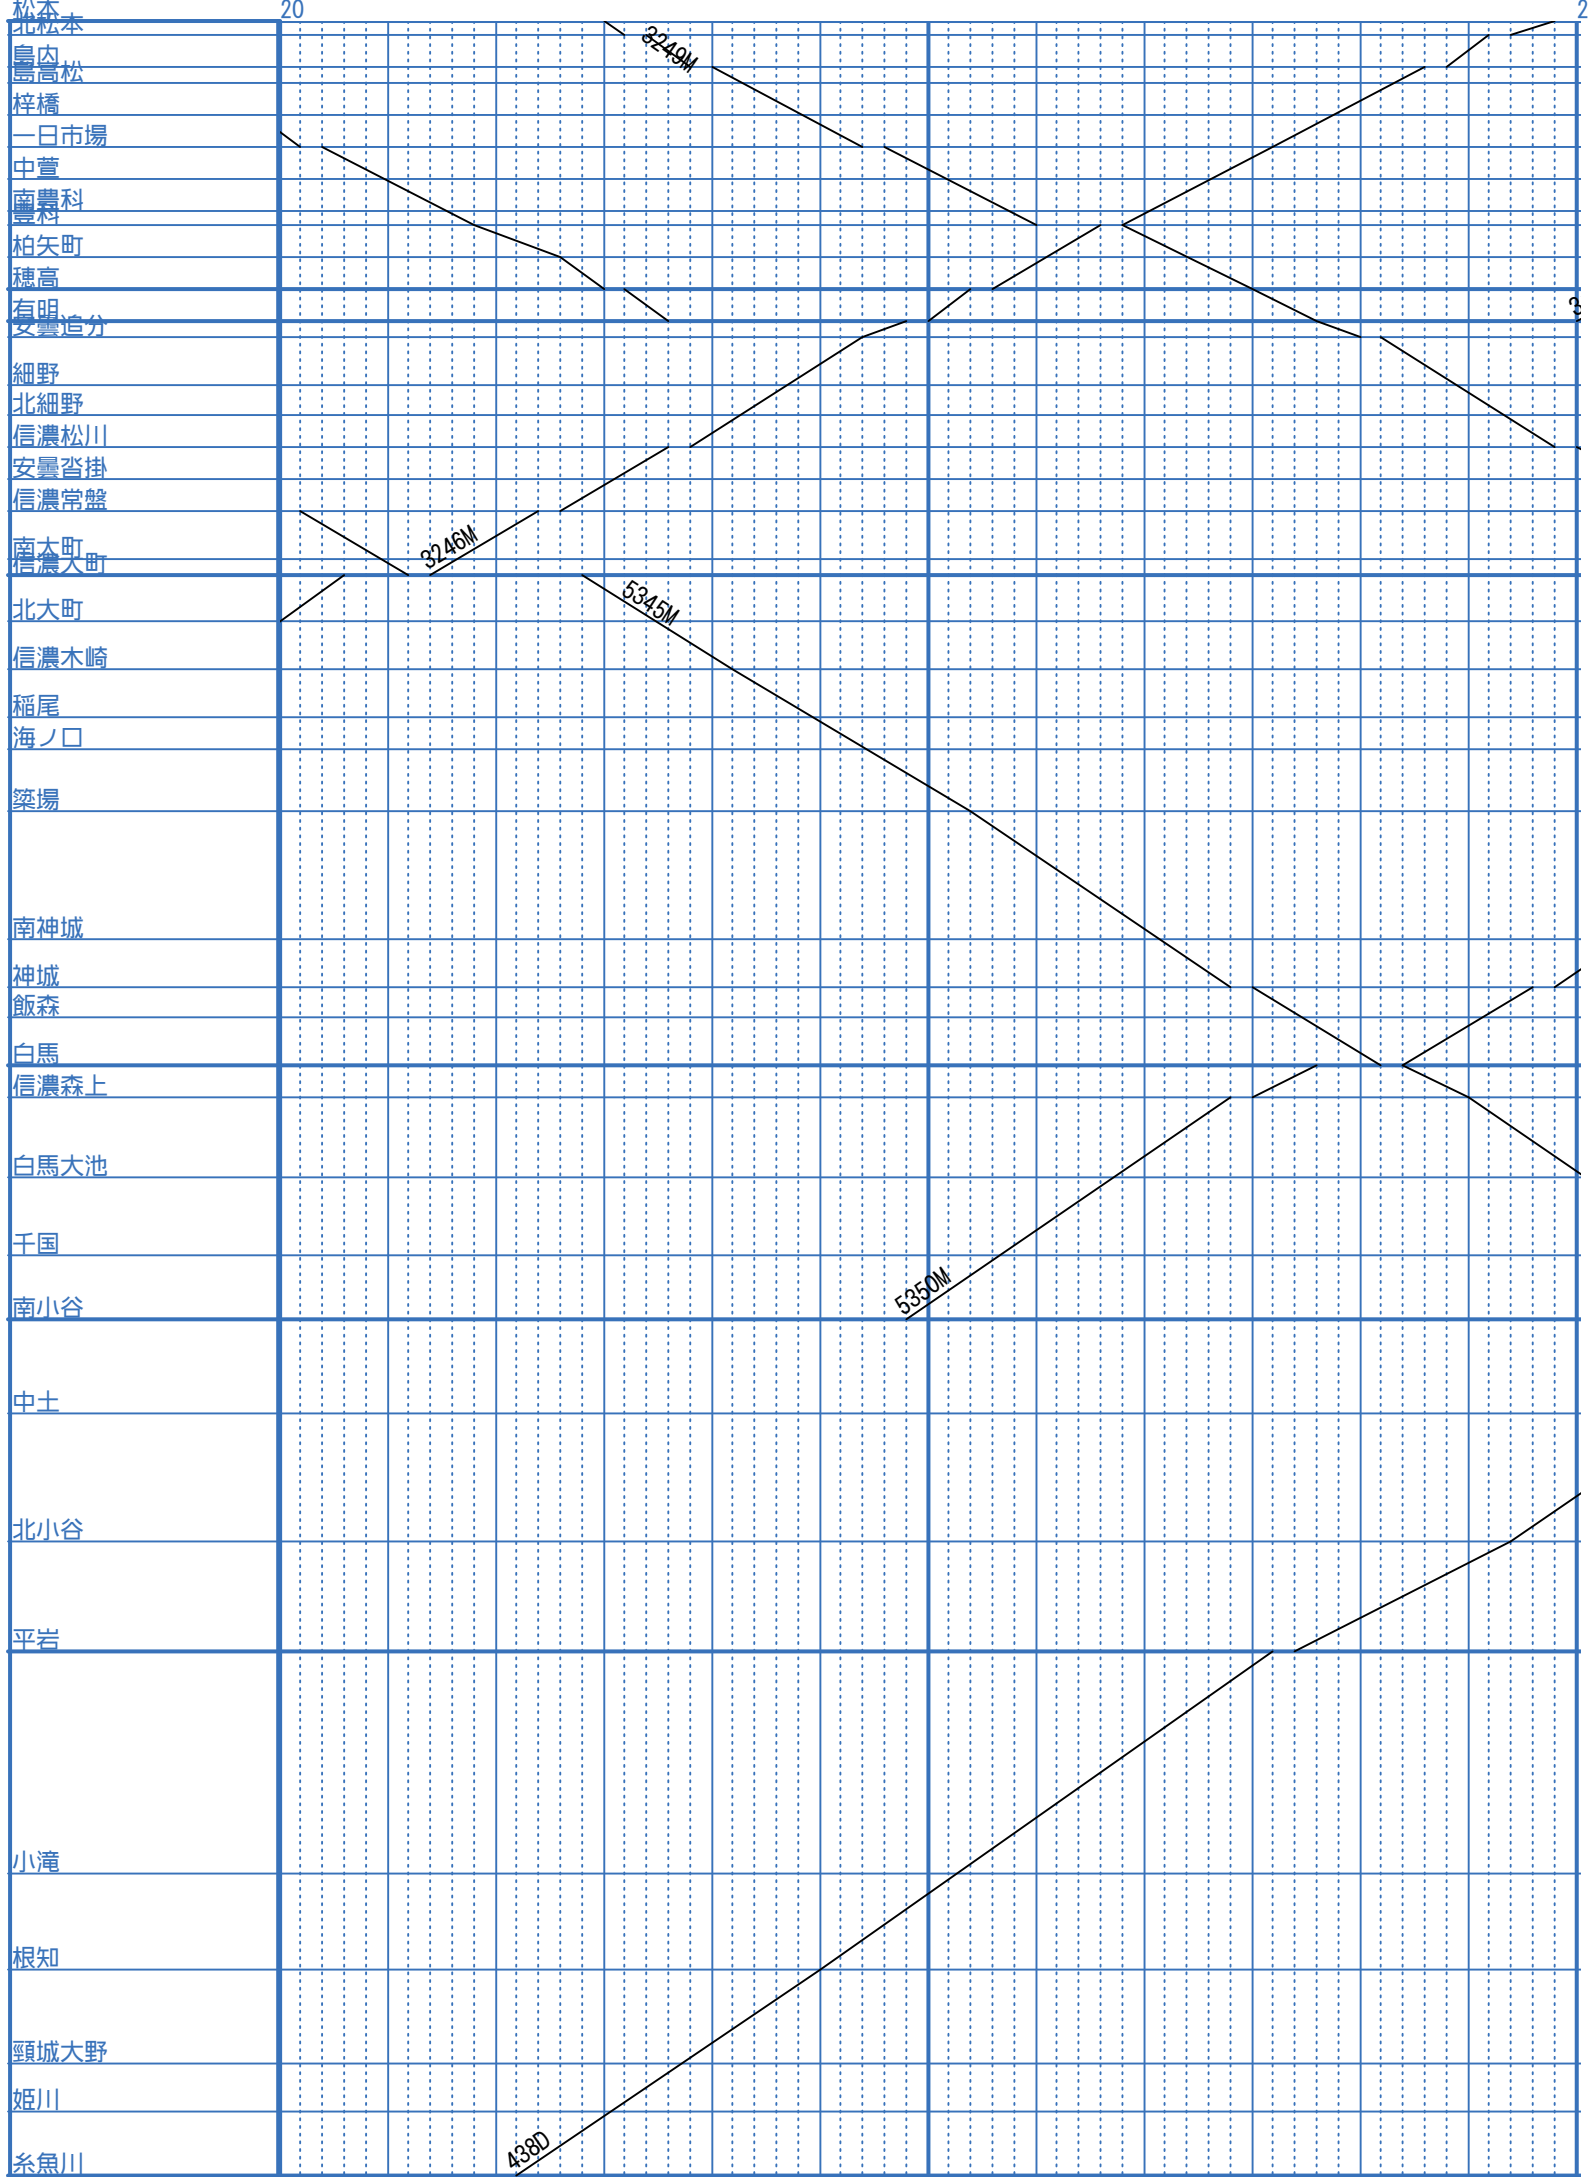 松本
20
2
北松本
3249M
島内
島高松
梓橋
一日市場
中萱
南豊科
豊科
柏矢町
穂高
有明
3
安曇追分
細野
北細野
信濃松川
安曇沓掛
信濃常盤
3246M
南大町
信濃大町
5345M
北大町
信濃木崎
稲尾
海ノ口
簗場
南神城
神城
飯森
白馬
信濃森上
白馬大池
千国
5350M
南小谷
中土
北小谷
平岩
小滝
根知
頸城大野
姫川
438D
糸魚川